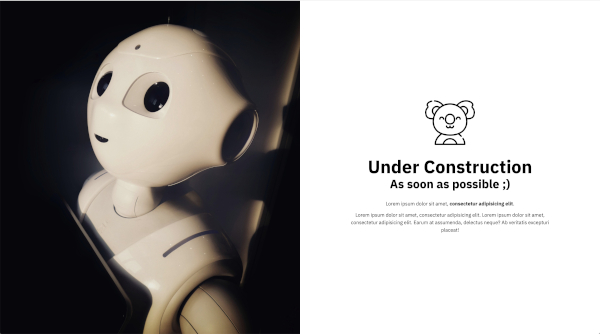 Under Construction
As soon as possible ;)
Lorem ipsum dolor sit amet, consectetur adipisicing elit.
Lorem ipsum dolor sit amet, consectetur adipisicing elit. Lorem ipsum dolor sit amet,
consectetur adipisicing elit. Earum at assumenda, delectus neque? Ab veritatis excepturi
placeat!